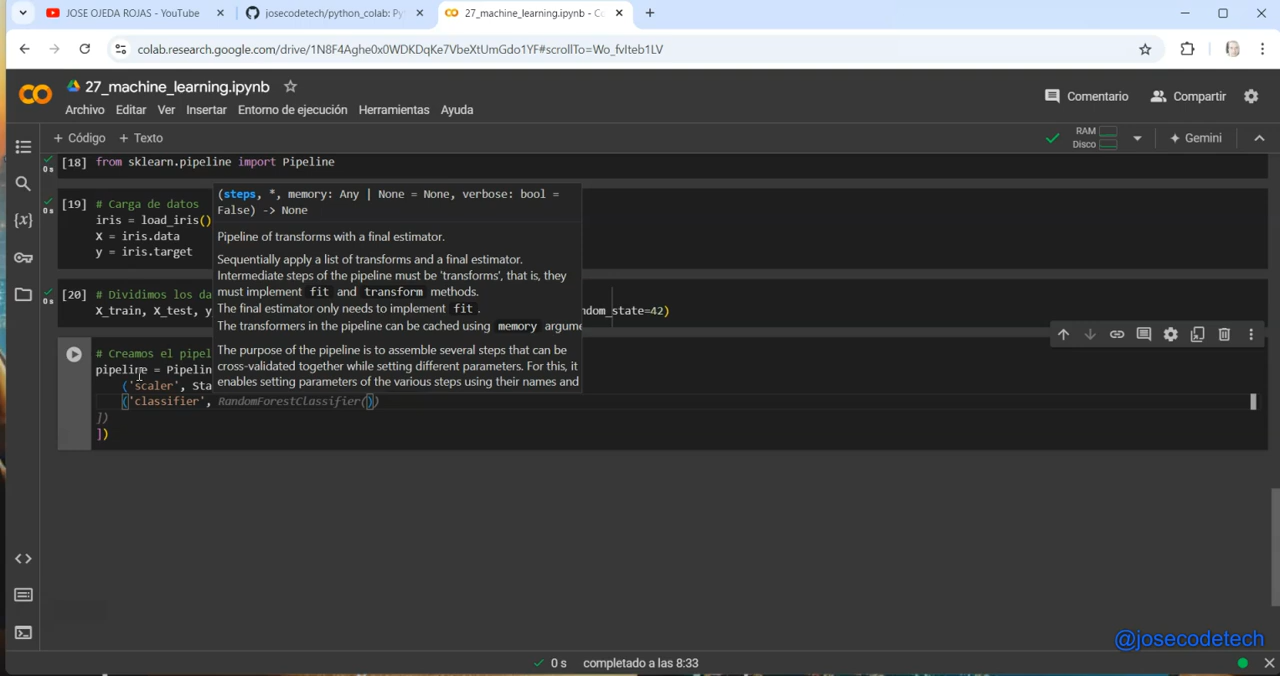 JOSE OJEDA ROJAS - YouTube
josecodetech/python_colab: Py
27_machine_learning.ipynb - Co
colab.research.google.com/drive/1N8F4Aghe0x0WDKDqKe7VbeXtUmGdo1YF#scrollTo=Wo_fvIteb1LV
27_machine_learning.ipynb
Archivo Editar Ver Insertar Entorno de ejecución Herramientas Ayuda
Comentario Compartir
+ Código + Texto
RAM
Disco
Gemini
[18] from sklearn.pipeline import Pipeline
0 s
(steps, *, memory: Any | None = None, verbose: bool =
False) -> None
Pipeline of transforms with a final estimator.
Sequentially apply a list of transforms and a final estimator.
Intermediate steps of the pipeline must be 'transforms', that is, they
must implement fit and transform methods.
The final estimator only needs to implement fit.
The transformers in the pipeline can be cached using memory argume
The purpose of the pipeline is to assemble several steps that can be
cross-validated together while setting different parameters. For this, it
enables setting parameters of the various steps using their names and
[19] # Carga de datos
0 s
iris = load_iris()
X = iris.data
y = iris.target
[20] # Dividimos los da
0 s
X_train, X_test, y
ndom_state=42)
# Creamos el pipel
pipeline = Pipelin
('scaler', Sta
('classifier', RandomForestClassifier())
])
])
@josecodetech
0 s completado a las 8:33